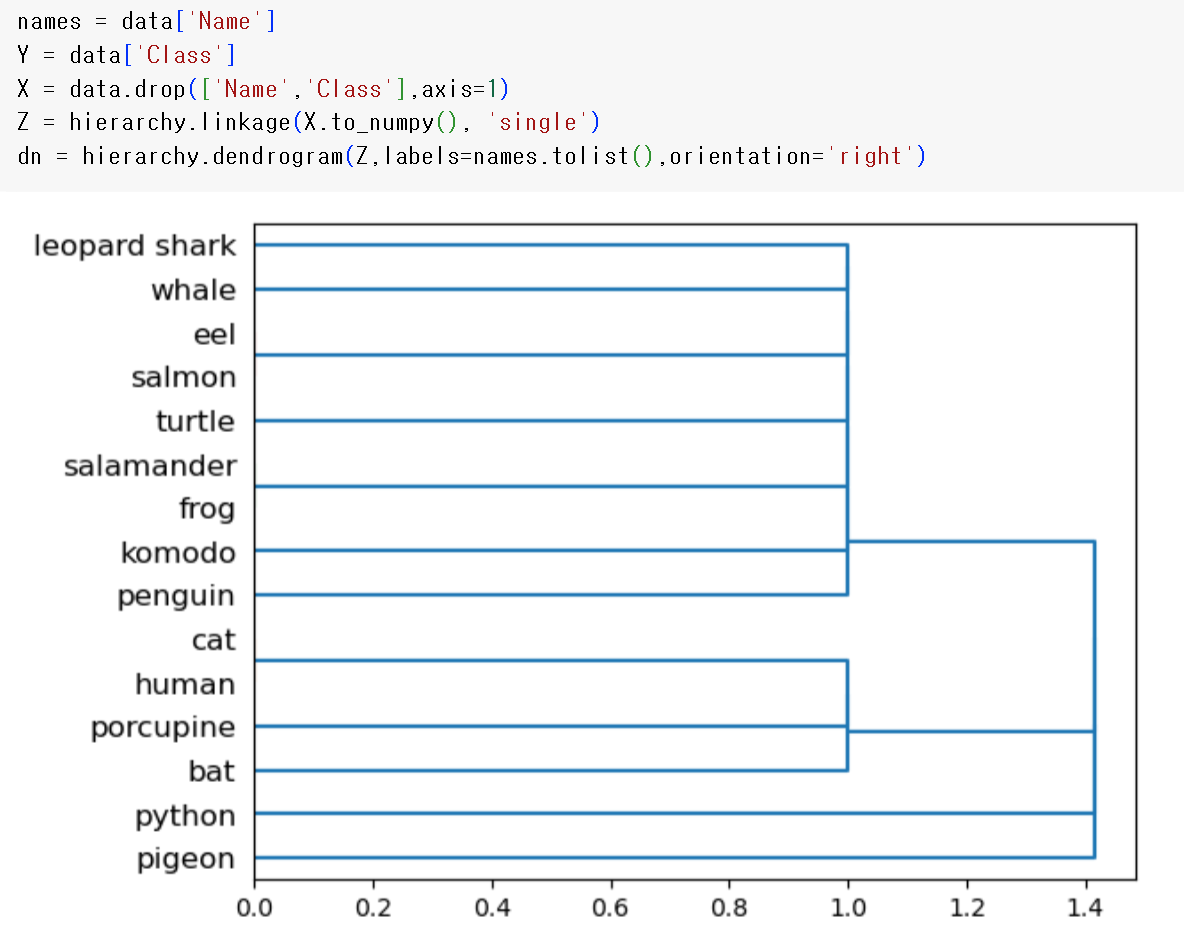 names = data['Name']
Y = data['Class']
X = data.drop(['Name','Class'],axis=1)
Z = hierarchy.linkage(X.to_numpy(), 'single')
dn = hierarchy.dendrogram(Z,labels=names.tolist(),orientation='right')
leopard shark
whale
eel
salmon
turtle
salamander
frog
komodo
penguin
cat
human
porcupine
bat
python
pigeon
0.0 0.2 0.4 0.6 0.8 1.0 1.2 1.4